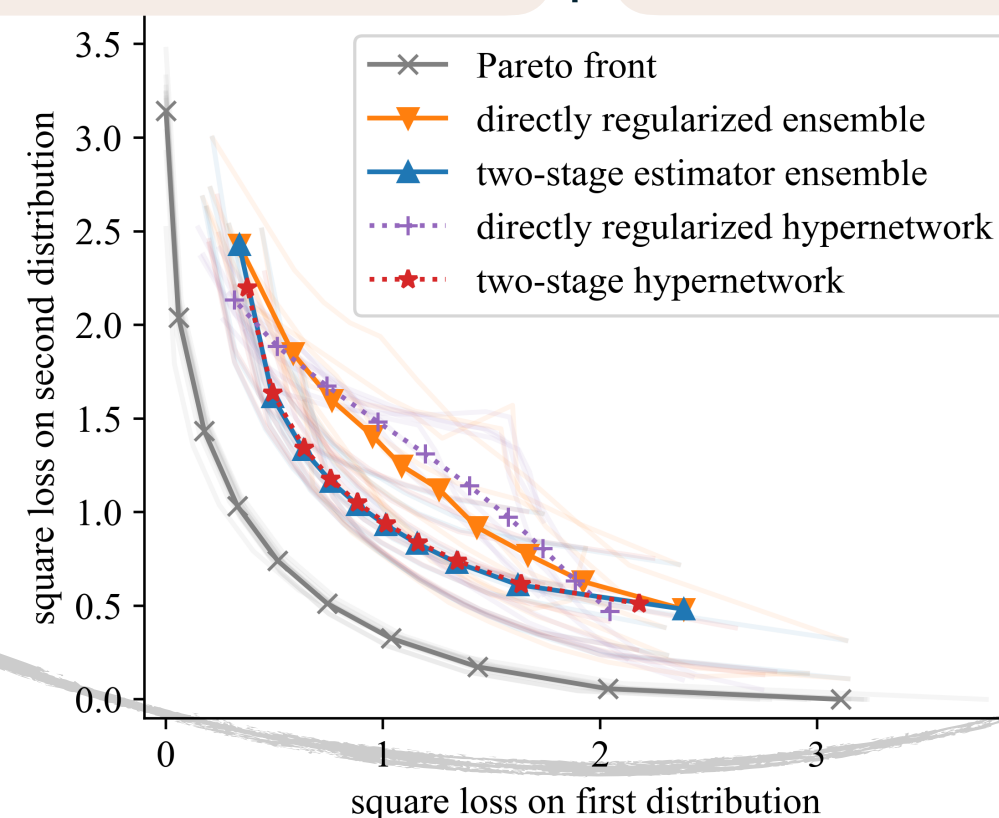 3.5
3.0
2.5
2.0
1.5
1.0
0.5
0.0
square loss on second distribution
Pareto front
directly regularized ensemble
two-stage estimator ensemble
directly regularized hypernetwork
two-stage hypernetwork
0 1 2 3
square loss on first distribution